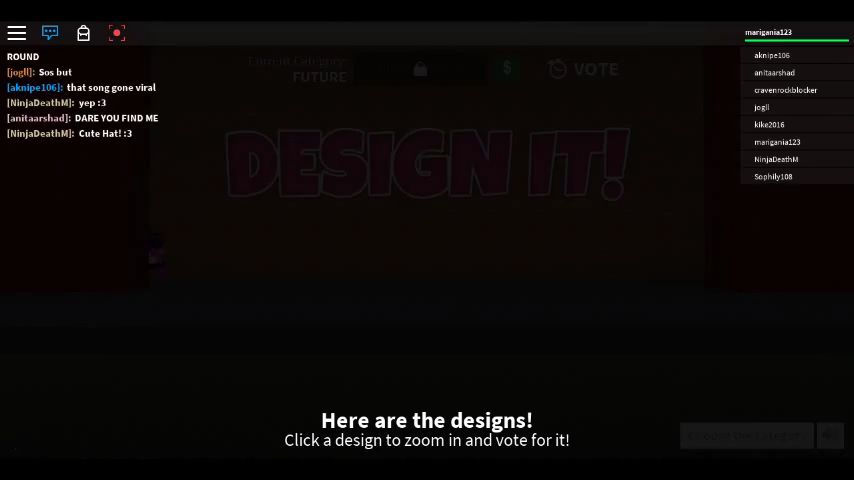 marigania123
aknipe106
anitaarshad
cravenrockblocker
jogll
kike2016
marigania123
NinjaDeathM
Sophily108
ROUND
[jogll]: Sos but
[aknipe106]: that song gone viral
[NinjaDeathM]: yep :3
[anitaarshad]: DARE YOU FIND ME
[NinjaDeathM]: Cute Hat! :3
Current Category:
FUTURE
$
VOTE
DESIGN IT!
Here are the designs!
Click a design to zoom in and vote for it!